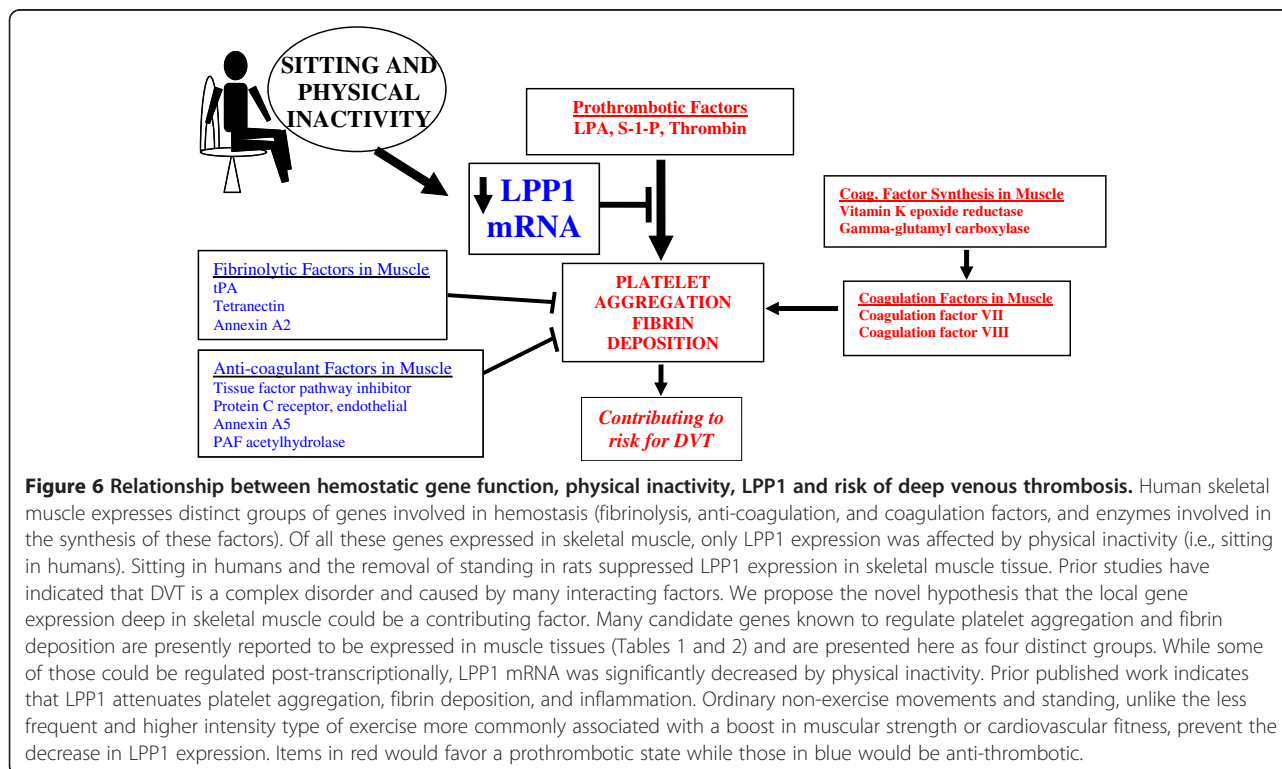 SITTING AND
PHYSICAL
INACTIVITY
Prothrombotic Factors
LPA, S-1-P, Thrombin
LPP1
mRNA
Coag. Factor Synthesis in Muscle
Vitamin K epoxide reductase
Gamma-glutamyl carboxylase
Fibrinolytic Factors in Muscle
tPA
Tetranectin
Annexin A2
PLATELET
AGGREGATION
FIBRIN
DEPOSITION
Coagulation Factors in Muscle
Coagulation factor VII
Coagulation factor VIII
Anti-coagulant Factors in Muscle
Tissue factor pathway inhibitor
Protein C receptor, endothelial
Annexin A5
PAF acetylhydrolase
Contributing to
risk for DVT
Figure 6 Relationship between hemostatic gene function, physical inactivity, LPP1 and risk of deep venous thrombosis. Human skeletal
muscle expresses distinct groups of genes involved in hemostasis (fibrinolysis, anti-coagulation, and coagulation factors, and enzymes involved in
the synthesis of these factors). Of all these genes expressed in skeletal muscle, only LPP1 expression was affected by physical inactivity (i.e., sitting
in humans). Sitting in humans and the removal of standing in rats suppressed LPP1 expression in skeletal muscle tissue. Prior studies have
indicated that DVT is a complex disorder and caused by many interacting factors. We propose the novel hypothesis that the local gene
expression deep in skeletal muscle could be a contributing factor. Many candidate genes known to regulate platelet aggregation and fibrin
deposition are presently reported to be expressed in muscle tissues (Tables 1 and 2) and are presented here as four distinct groups. While some
of those could be regulated post-transcriptionally, LPP1 mRNA was significantly decreased by physical inactivity. Prior published work indicates
that LPP1 attenuates platelet aggregation, fibrin deposition, and inflammation. Ordinary non-exercise movements and standing, unlike the less
frequent and higher intensity type of exercise more commonly associated with a boost in muscular strength or cardiovascular fitness, prevent the
decrease in LPP1 expression. Items in red would favor a prothrombotic state while those in blue would be anti-thrombotic.